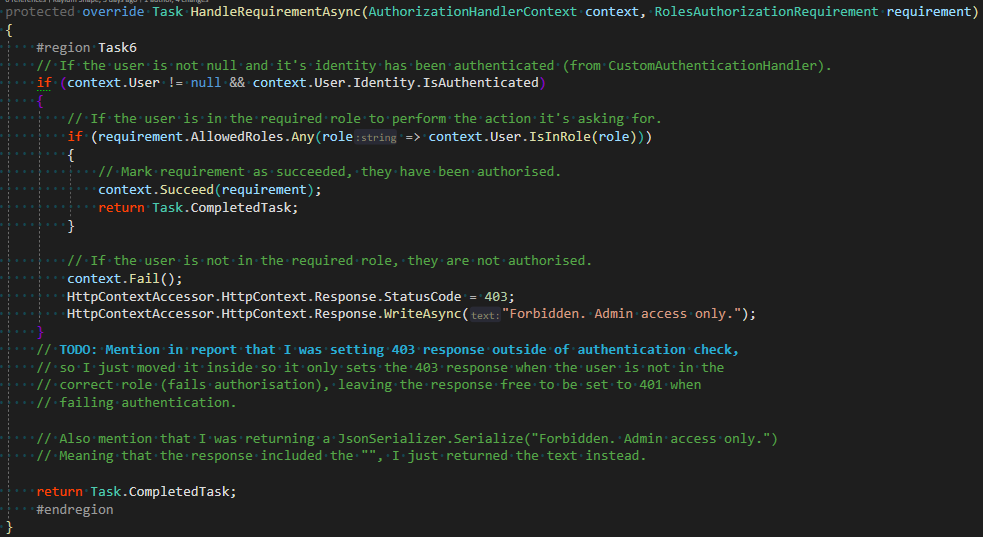 protected override Task HandleRequirementAsync(AuthorizationHandlerContext context, RolesAuthorizationRequirement requirement)
{
#region Task6
// If the user is not null and it's identity has been authenticated (from CustomAuthenticationHandler).
if (context.User != null && context.User.Identity.IsAuthenticated)
{
// If the user is in the required role to perform the action it's asking for.
if (requirement.AllowedRoles.Any(role:string => context.User.IsInRole(role)))
{
// Mark requirement as succeeded, they have been authorised.
context.Succeed(requirement);
return Task.CompletedTask;
}
// If the user is not in the required role, they are not authorised.
context.Fail();
HttpContextAccessor.HttpContext.Response.StatusCode = 403;
HttpContextAccessor.HttpContext.Response.WriteAsync(text:"Forbidden. Admin access only.");
}
// TODO: Mention in report that I was setting 403 response outside of authentication check,
// so I just moved it inside so it only sets the 403 response when the user is not in the
// correct role (fails authorisation), leaving the response free to be set to 401 when
// failing authentication.
// Also mention that I was returning a JsonSerializer.Serialize("Forbidden. Admin access only.")
// Meaning that the response included the "", I just returned the text instead.
return Task.CompletedTask;
#endregion
}